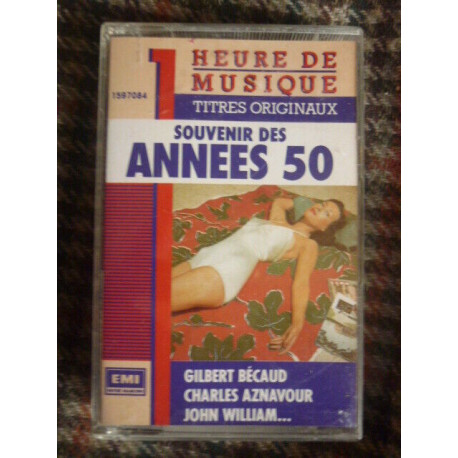 1 HEURE DE
MUSIQUE
1597084
TITRES ORIGINAUX
SOUVENIR DES
ANNEES 50
GILBERT BÉCAUD
CHARLES AZNAVOUR
JOHN WILLIAM...
EMI